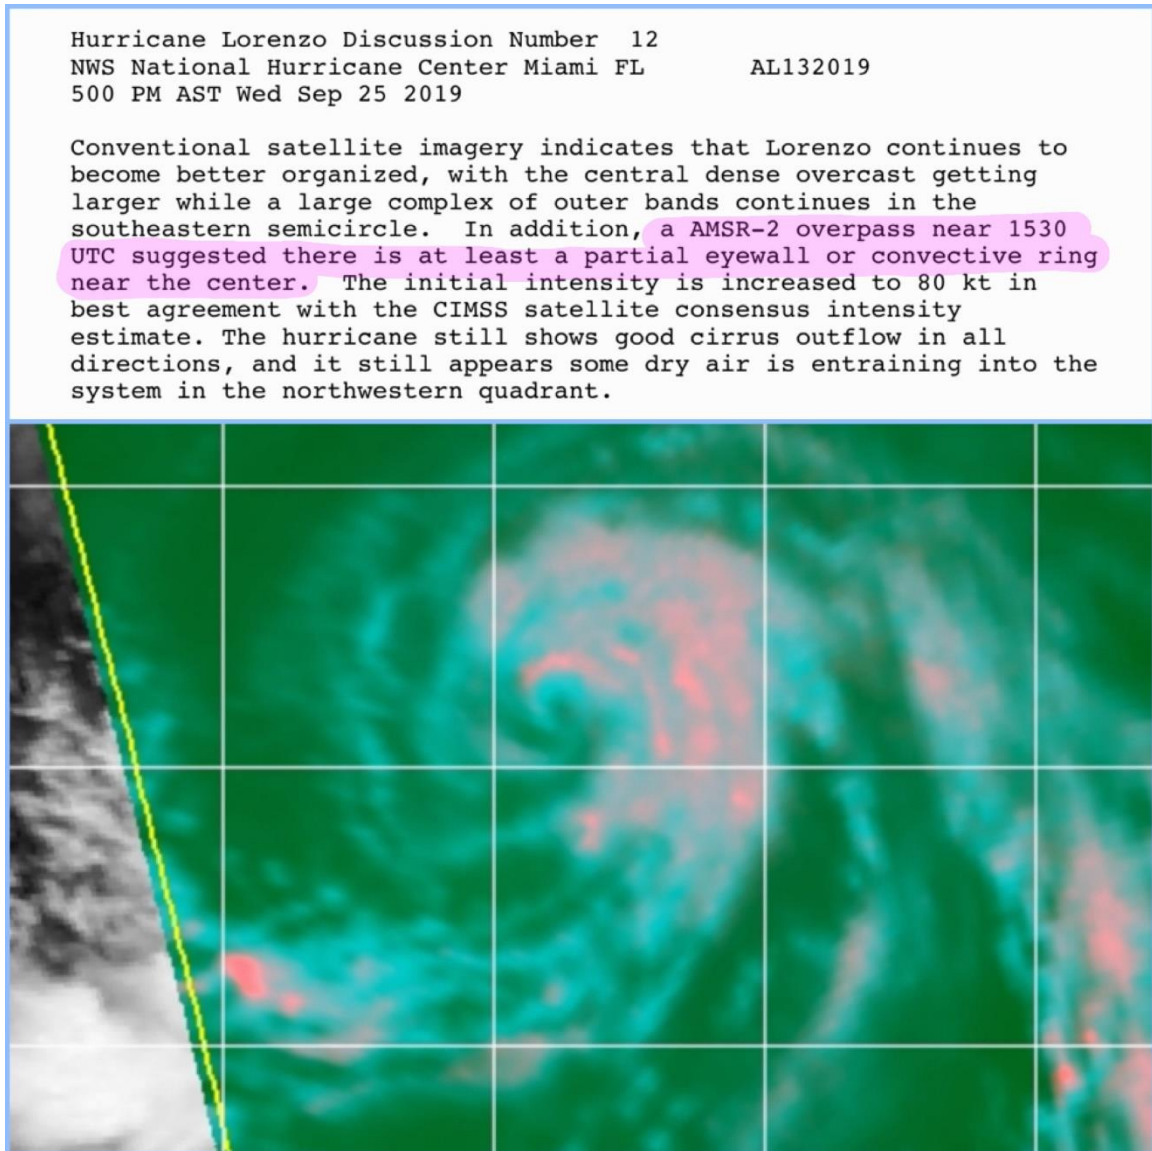 Hurricane Lorenzo Discussion Number  12
NWS National Hurricane Center Miami FL       AL132019
500 PM AST Wed Sep 25 2019
Conventional satellite imagery indicates that Lorenzo continues to
become better organized, with the central dense overcast getting
larger while a large complex of outer bands continues in the
southeastern semicircle.  In addition, a AMSR-2 overpass near 1530
UTC suggested there is at least a partial eyewall or convective ring
near the center.  The initial intensity is increased to 80 kt in
best agreement with the CIMSS satellite consensus intensity
estimate. The hurricane still shows good cirrus outflow in all
directions, and it still appears some dry air is entraining into the
system in the northwestern quadrant.